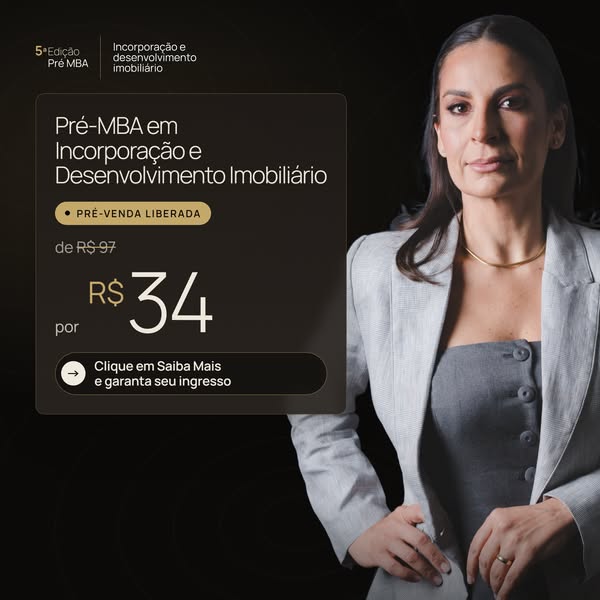 5ª Edição
Pré MBA
Incorporação e
desenvolvimento
imobiliário
Pré-MBA em
Incorporação e
Desenvolvimento Imobiliário
PRÉ-VENDA LIBERADA
de R$ 97
por R$ 34
Clique em Saiba Mais
e garanta seu ingresso